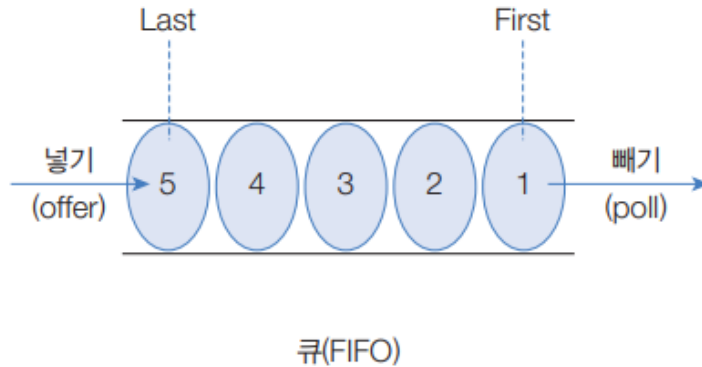 Last
First
넣기
(offer)
5
4
3
2
1
빼기
(poll)
큐(FIFO)